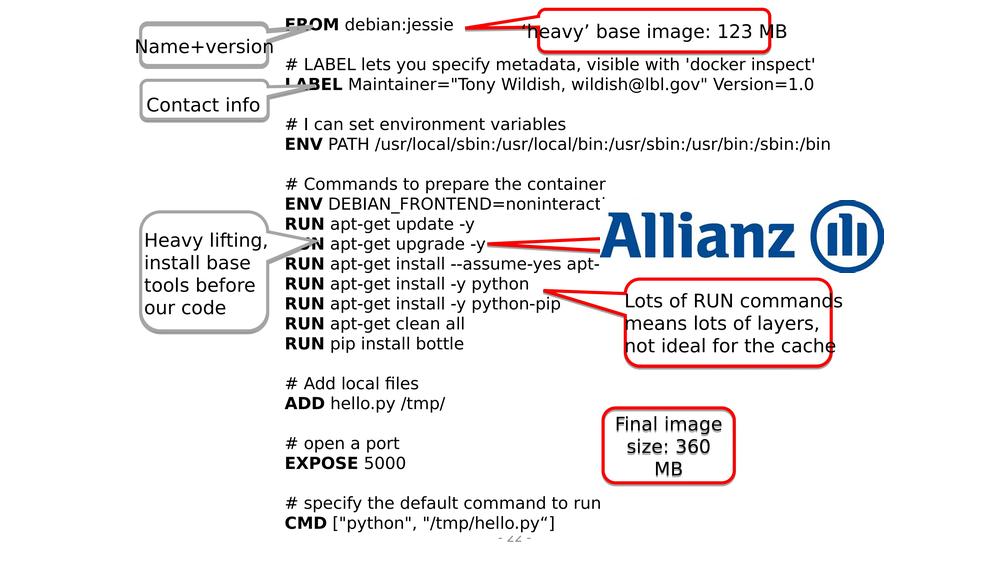 FROM debian:jessie
‘heavy’ base image: 123 MB
Name+version
# LABEL lets you specify metadata, visible with 'docker inspect'
LABEL Maintainer="Tony Wildish, wildish@lbl.gov" Version=1.0
Contact info
# I can set environment variables
ENV PATH /usr/local/sbin:/usr/local/bin:/usr/sbin:/usr/bin:/sbin:/bin
# Commands to prepare the container
ENV
RUN apt-get update -y
RUN apt-get upgrade -y
RUN apt-get install --assume-yes
RUN apt-get install -y python
RUN apt-get install -y python-pip
RUN apt-get clean all
RUN pip install bottle
Heavy lifting,
install base
tools before
our code
Allianz
Lots of RUN commands
means lots of layers,
not ideal for the cache
# Add local files
ADD hello.py /tmp/
# open a port
EXPOSE 5000
Final image
size: 360
MB
# specify the default command to run
CMD ["python", "/tmp/hello.py“]
- 22 -